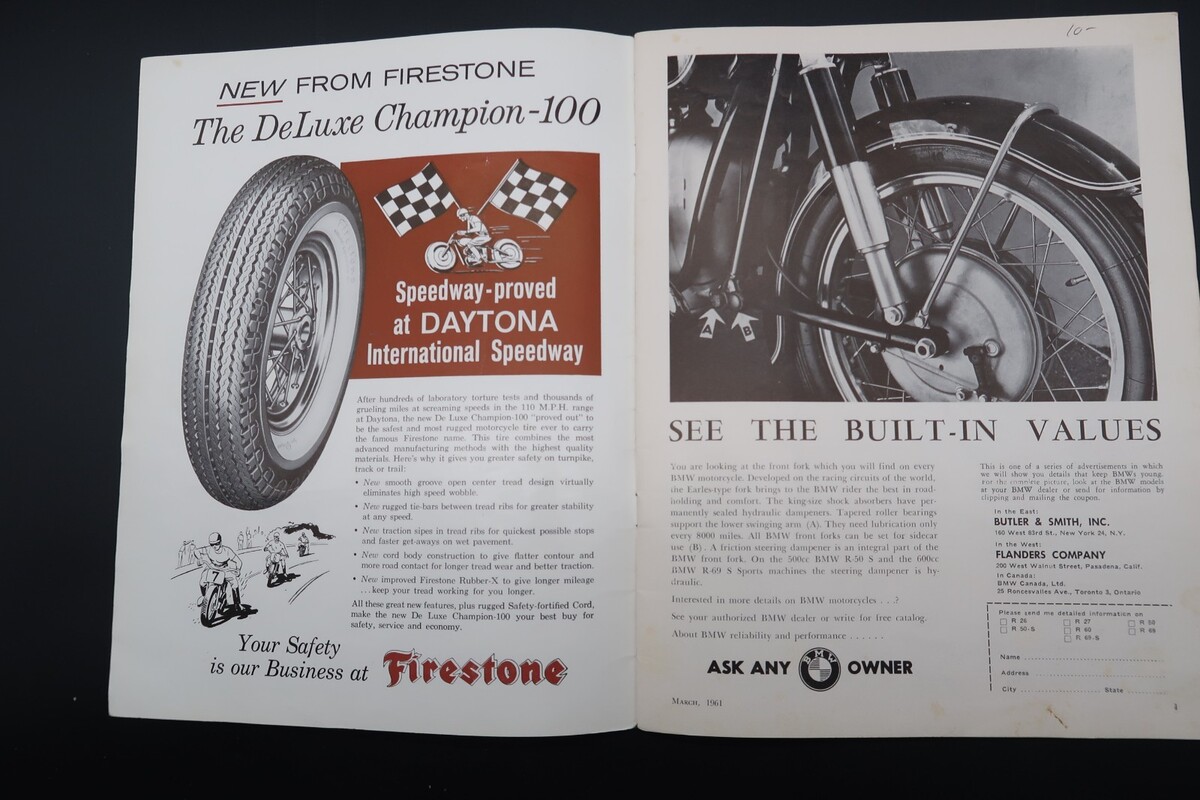 NEW FROM FIRESTONE
The DeLuxe Champion-100
Speedway-proved
at DAYTONA
International Speedway
After hundreds of laboratory torture tests and thousands of
grueling miles at screaming speeds in the 110 M.P.H. range
at Daytona, the new De Luxe Champion-100 "proved out" to
be the safest and most rugged motorcycle tire ever to carry
the famous Firestone name. This tire combines the most
advanced manufacturing methods with the highest quality
materials. Here's why it gives you greater safety on turnpike,
track or trail:
• New smooth groove open center tread design virtually
eliminates high speed wobble.
• New rugged tie-bars between tread ribs for greater stability
at any speed.
• New traction sipes in tread ribs for quickest possible stops
and faster get-aways on wet pavement.
• New cord body construction to give flatter contour and
more road contact for longer tread wear and better traction.
• New improved Firestone Rubber-X to give longer mileage
...keep your tread working for you longer.
All these great new features, plus rugged Safety-fortified Cord,
make the new De Luxe Champion-100 your best buy for
safety, service and economy.
7
Your Safety
is our Business at Firestone
10-
A B
SEE THE BUILT-IN VALUES
You are looking at the front fork which you will find on every
BMW motorcycle. Developed on the racing circuits of the world,
the Earles-type fork brings to the BMW rider the best in road-
holding and comfort. The king-size shock absorbers have per-
manently sealed hydraulic dampeners. Tapered roller bearings
support the lower swinging arm (A). They need lubrication only
every 8000 miles. All BMW front forks can be set for sidecar
use (B). A friction steering dampener is an integral part of the
BMW front fork. On the 500cc BMW R-50 S and the 600cc
BMW R-69 S Sports machines the steering dampener is hy-
draulic.
Interested in more details on BMW motorcycles . . .?
See your authorized BMW dealer or write for free catalog.
About BMW reliability and performance . . . . . .
ASK ANY BMW OWNER
March, 1961
This is one of a series of advertisements in which
we will show you details that keep BMWs young.
For the complete picture, look at the BMW models
at your BMW dealer or send for information by
clipping and mailing the coupon.
In the East:
BUTLER & SMITH, INC.
160 West 83rd St., New York 24, N.Y.
In the West:
FLANDERS COMPANY
200 West Walnut Street, Pasadena, Calif.
In Canada:
BMW Canada, Ltd.
25 Roncesvalles Ave., Toronto 3, Ontario
Please send me detailed information on
R 26 R 27 R 50
R 50-S R 60 R 69
R 69-S
Name
Address
City State